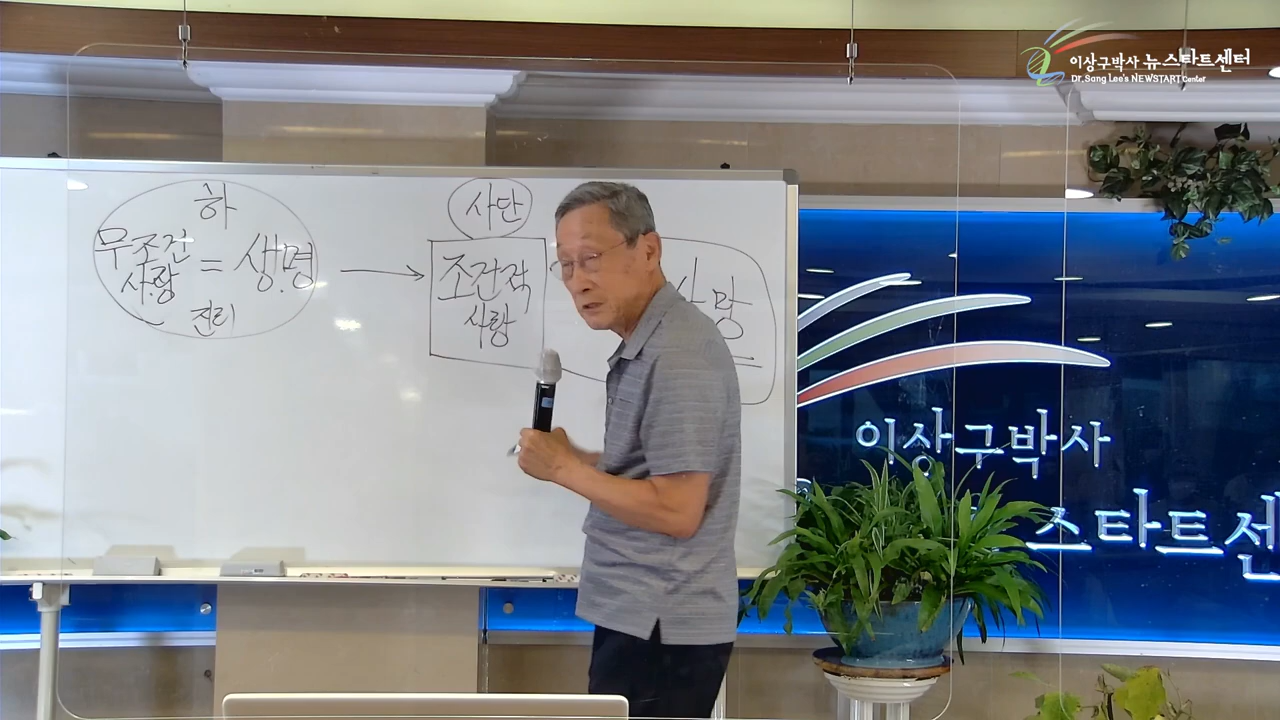 이상구박사 뉴스타트센터
Dr. Sang Lee's NEWSTART Center
하
무조건
사랑
= 생명
진리
사단
조건적
사랑
사망
이상구박사
스타트센